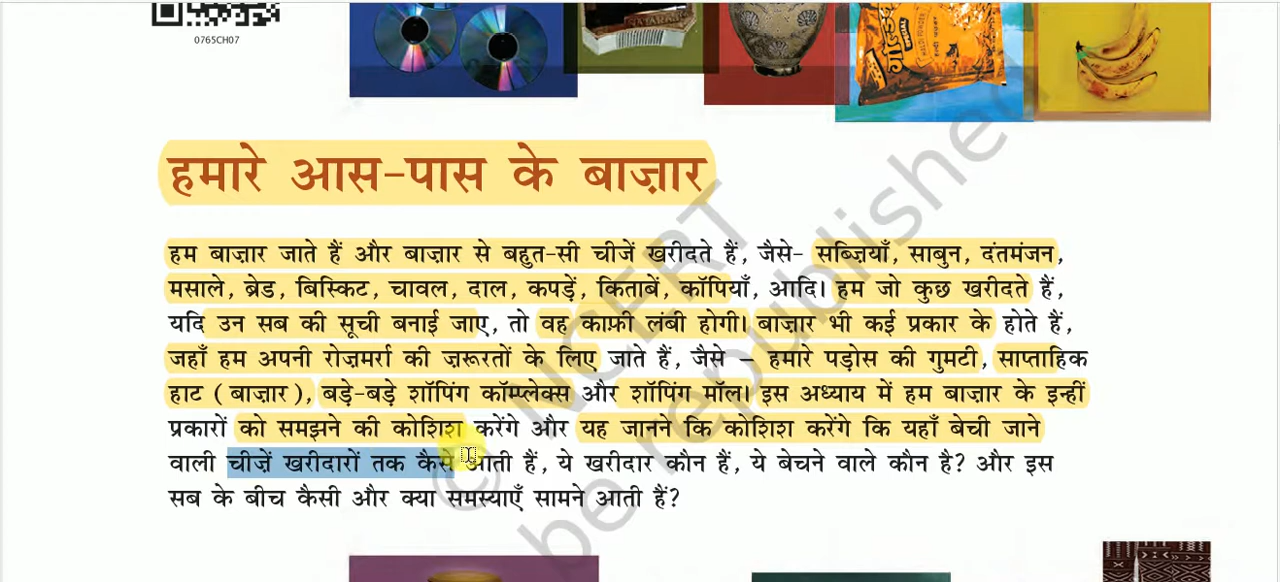 0765CH07
हमारे आस-पास के बाज़ार
हम बाज़ार जाते हैं और बाज़ार से बहुत-सी चीजें खरीदते हैं, जैसे- सब्ज़ियाँ, साबुन, दंतमंजन,
मसाले, ब्रेड, बिस्किट, चावल, दाल, कपड़ें, किताबें, कॉपियाँ, आदि। हम जो कुछ खरीदते हैं,
यदि उन सब की सूची बनाई जाए, तो वह काफ़ी लंबी होगी। बाज़ार भी कई प्रकार के होते हैं,
जहाँ हम अपनी रोज़मर्रा की ज़रूरतों के लिए जाते हैं, जैसे – हमारे पड़ोस की गुमटी, साप्ताहिक
हाट (बाज़ार), बड़े-बड़े शॉपिंग कॉम्प्लेक्स और शॉपिंग मॉल। इस अध्याय में हम बाज़ार के इन्हीं
प्रकारों को समझने की कोशिश करेंगे और यह जानने कि कोशिश करेंगे कि यहाँ बेची जाने
वाली चीज़ें खरीदारों तक कैसे आती हैं, ये खरीदार कौन हैं, ये बेचने वाले कौन है? और इस
सब के बीच कैसी और क्या समस्याएँ सामने आती हैं?
© NCERT
be republished